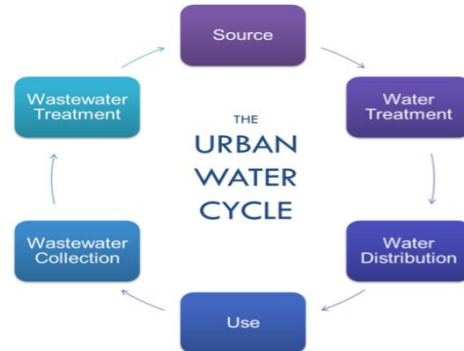 Source
Water
Treatment
Water
Distribution
Use
Wastewater
Collection
Wastewater
Treatment
THE
URBAN
WATER
CYCLE